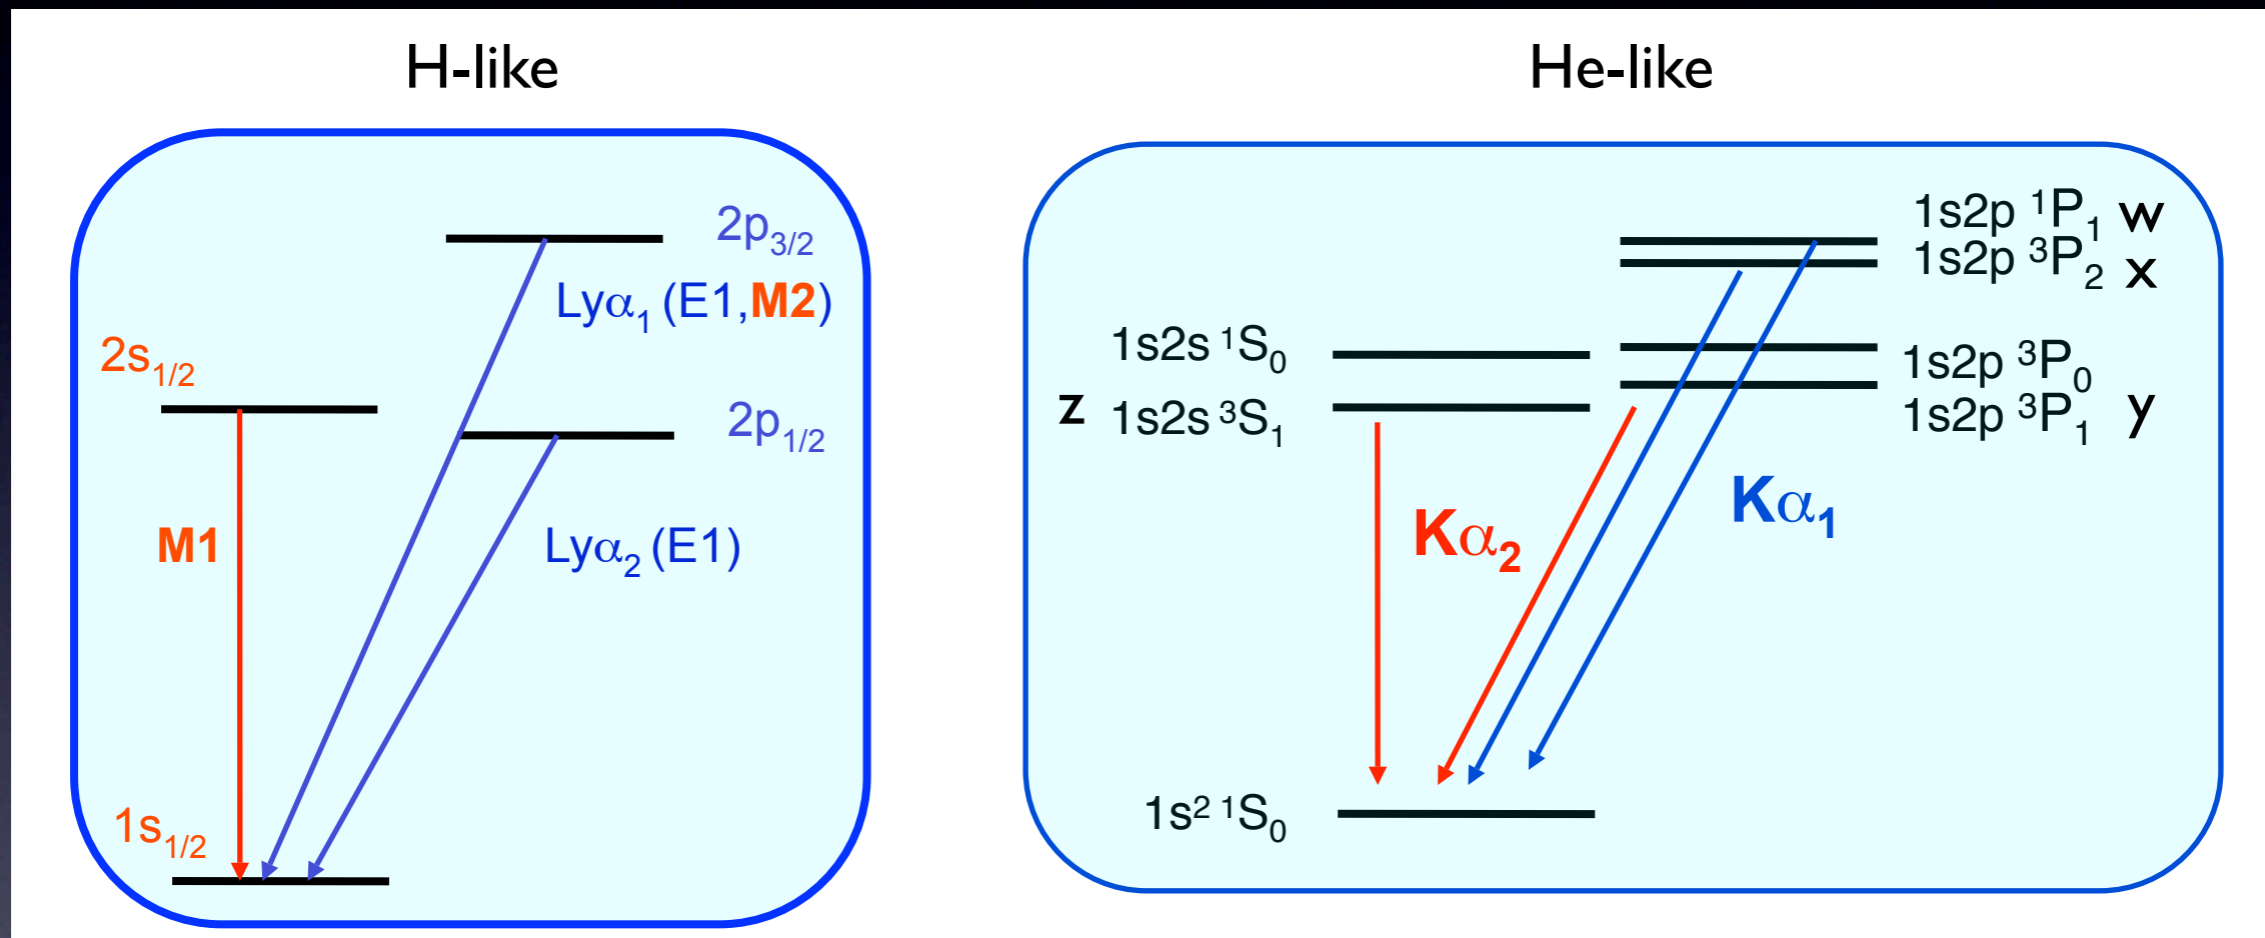 H-like
He-like
2p3/2
Lyα1 (E1,M2)
2s1/2
2p1/2
M1
Lyα2 (E1)
1s1/2
1s2p ¹P1 w
1s2p ³P2 x
1s2s ¹S0
1s2p ³P0
z 1s2s ³S1
1s2p ³P1 y
Kα1
Kα2
1s² ¹S0